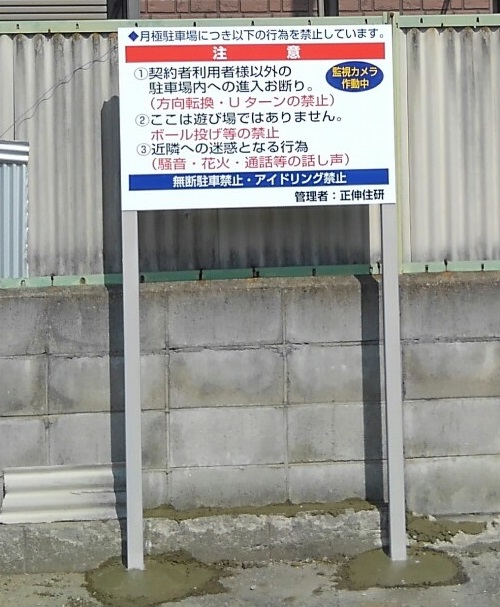 ◆月極駐車場につき以下の行為を禁止しています。
注 意
①契約者利用者様以外の
駐車場内への進入お断り。
(方向転換・Uターンの禁止)
監視カメラ
作動中
②ここは遊び場ではありません。
ボール投げ等の禁止
③近隣への迷惑となる行為
(騒音・花火・通話等の話し声)
無断駐車禁止・アイドリング禁止
管理者：正伸住研